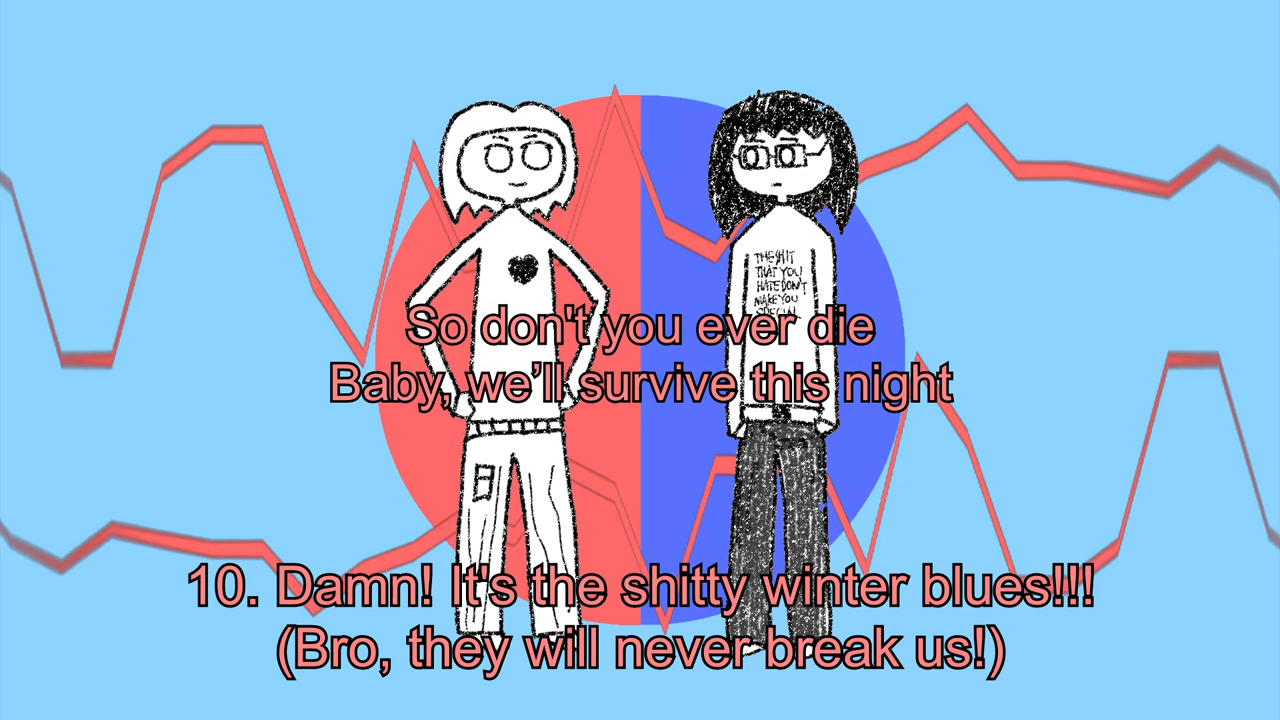 THE SHIT
THAT YOU
HATE DON'T
MAKE YOU
SPECIAL
So don't you ever die
Baby, we’ll survive this night
10. Damn! It's the shitty winter blues!!!
(Bro, they will never break us!)